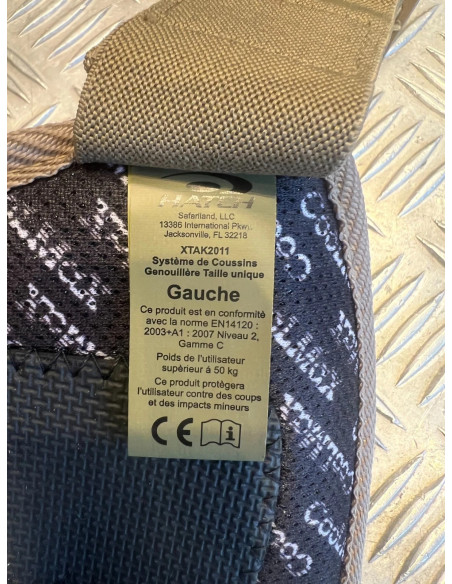 HATCH
Safariland, LLC
13386 International Pkwy.
Jacksonville, FL 32218
XTAK2011
Système de Coussins
Genouillère Taille unique
Gauche
Ce produit est en conformité
avec la norme EN14120 :
2003+A1 : 2007 Niveau 2,
Gamme C
Poids de l'utilisateur
supérieur à 50 kg
Ce produit protègera
l'utilisateur contre des coups
et des impacts mineurs
CE i